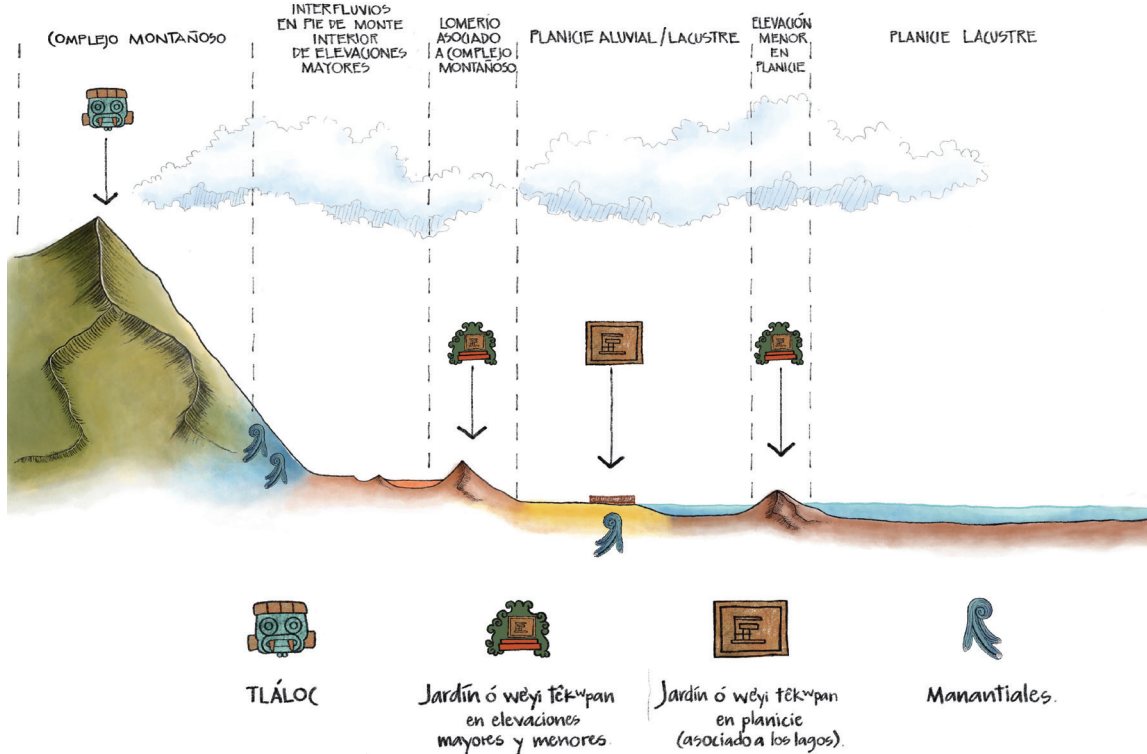 COMPLEJO MONTAÑOSO
INTERFLUVIOS
EN PIE DE MONTE
INTERIOR
DE ELEVACIONES
MAYORES
LOMERÍO
ASOCIADO
A COMPLEJO
MONTAÑOSO
PLANICIE ALUVIAL/LACUSTRE
ELEVACIÓN
MENOR
EN
PLANICIE
PLANICIE LACUSTRE
TLÁLOC
Jardín ó wēyi tēkʷpan
en elevaciones
mayores y menores.
Jardín ó wēyi tēkʷpan
en planicie
(asociado a los lagos).
Manantiales.